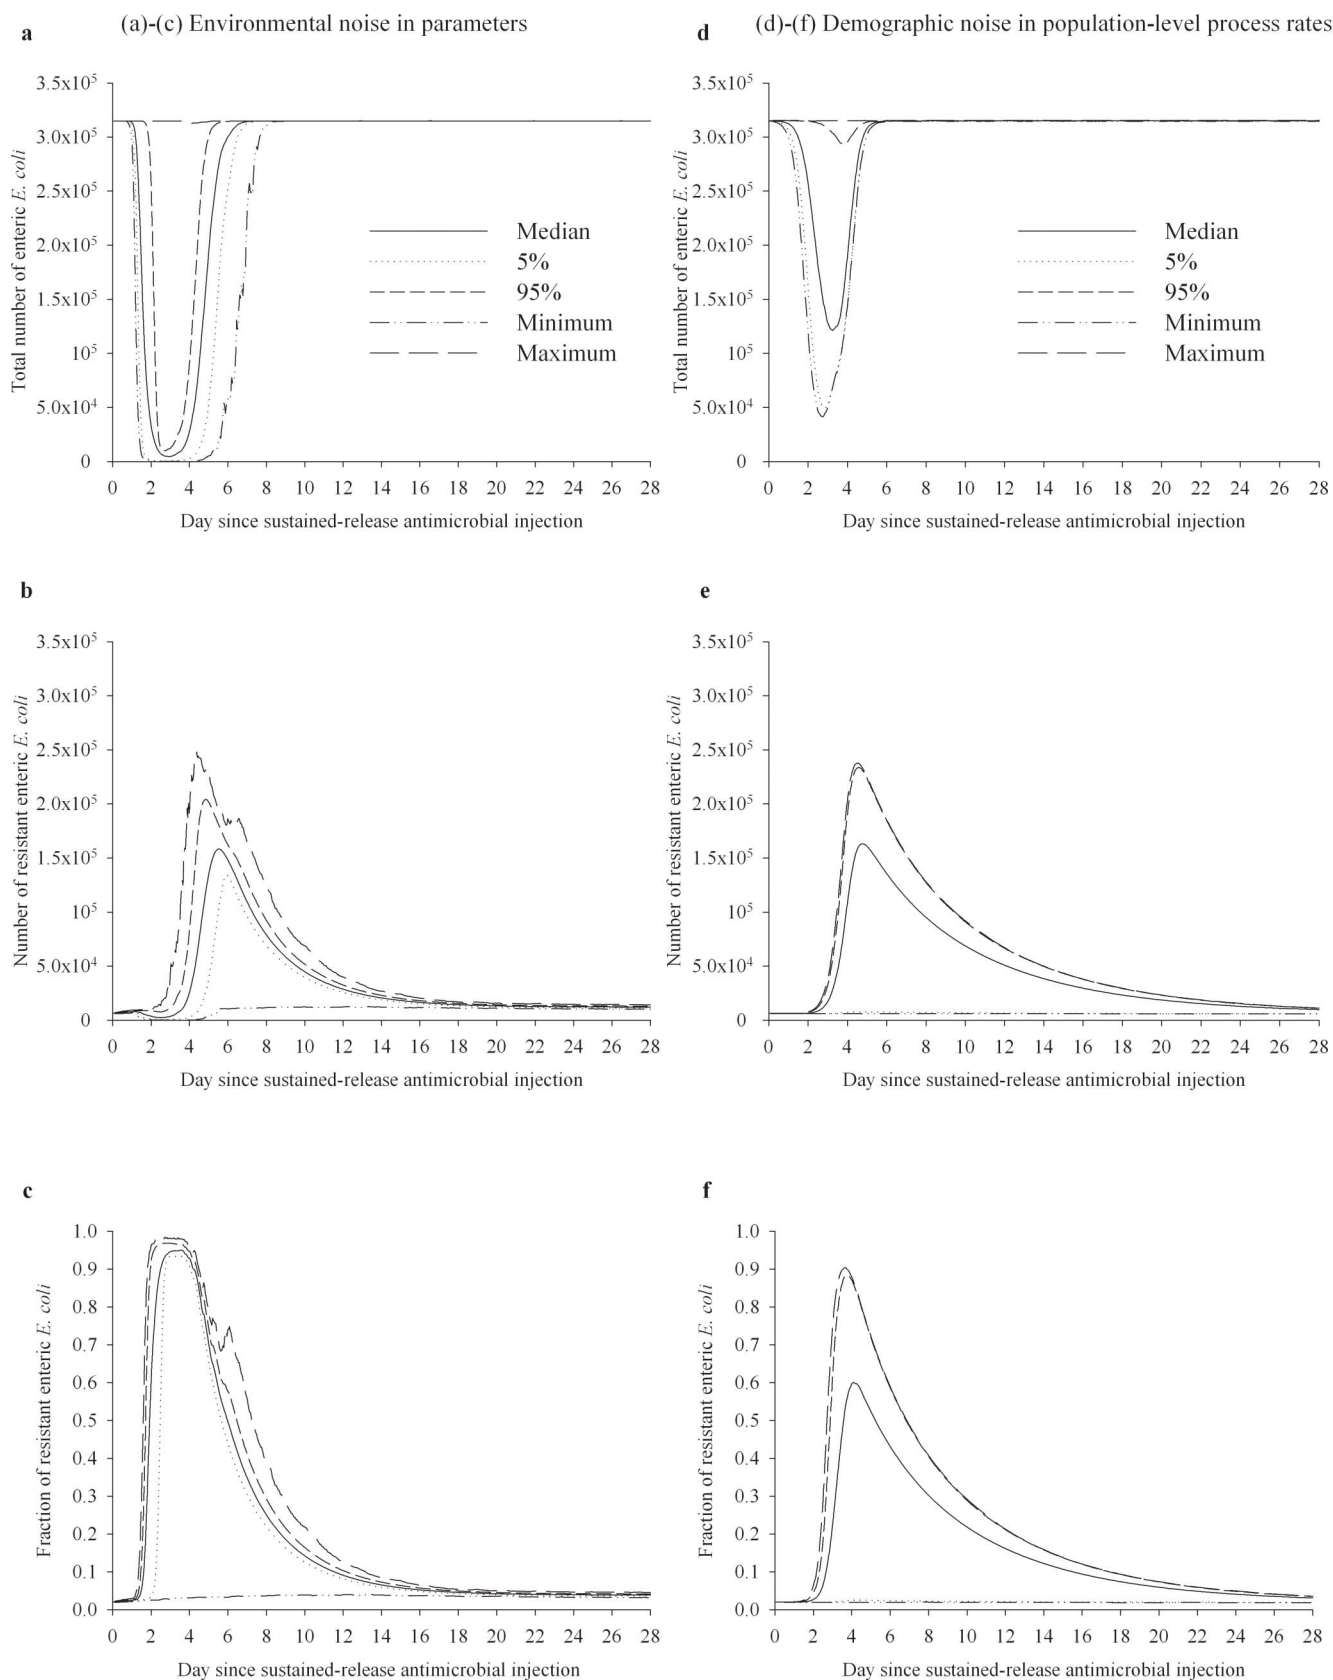 (a)-(c) Environmental noise in parameters
(d)-(f) Demographic noise in population-level process rates
a
Total number of enteric E. coli
3.5x10⁵
3.0x10⁵
2.5x10⁵
2.0x10⁵
1.5x10⁵
10⁵
5.0x10⁴
0
Median
5%
95%
Minimum
Maximum
0 2 4 6 8 10 12 14 16 18 20 22 24 26 28
Day since sustained-release antimicrobial injection
d
Total number of enteric E. coli
3.5x10⁵
3.0x10⁵
2.5x10⁵
2.0x10⁵
1.5x10⁵
10⁵
5.0x10⁴
0
Median
5%
95%
Minimum
Maximum
0 2 4 6 8 10 12 14 16 18 20 22 24 26 28
Day since sustained-release antimicrobial injection
b
Number of resistant enteric E. coli
3.5x10⁵
3.0x10⁵
2.5x10⁵
2.0x10⁵
1.5x10⁵
10⁵
5.0x10⁴
0
0 2 4 6 8 10 12 14 16 18 20 22 24 26 28
Day since sustained-release antimicrobial injection
e
Number of resistant enteric E. coli
3.5x10⁵
3.0x10⁵
2.5x10⁵
2.0x10⁵
1.5x10⁵
10⁵
5.0x10⁴
0
0 2 4 6 8 10 12 14 16 18 20 22 24 26 28
Day since sustained-release antimicrobial injection
c
Fraction of resistant enteric E. coli
1.0
0.9
0.8
0.7
0.6
0.5
0.4
0.3
0.2
0.1
0.0
0 2 4 6 8 10 12 14 16 18 20 22 24 26 28
Day since sustained-release antimicrobial injection
f
Fraction of resistant enteric E. coli
1.0
0.9
0.8
0.7
0.6
0.5
0.4
0.3
0.2
0.1
0.0
0 2 4 6 8 10 12 14 16 18 20 22 24 26 28
Day since sustained-release antimicrobial injection